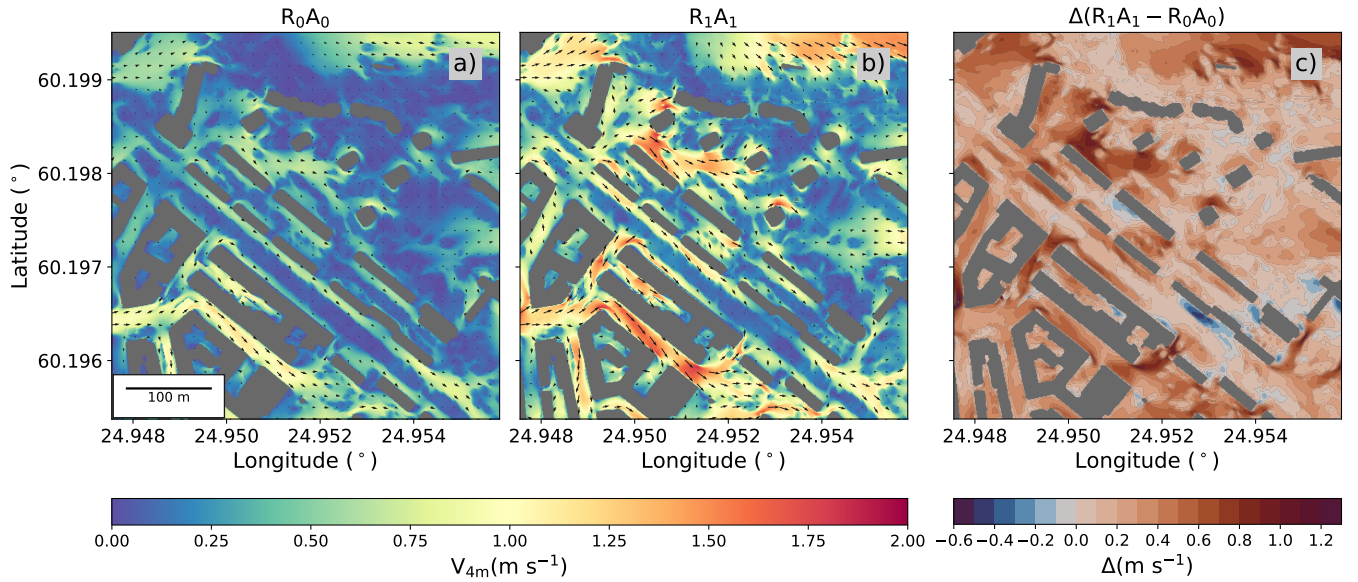 R₀A₀
R₁A₁
Δ(R₁A₁ − R₀A₀)
a)
b)
c)
Latitude (°)
60.199
60.198
60.197
60.196
100 m
24.948 24.950 24.952 24.954
24.948 24.950 24.952 24.954
24.948 24.950 24.952 24.954
Longitude (°)
Longitude (°)
Longitude (°)
0.00 0.25 0.50 0.75 1.00 1.25 1.50 1.75 2.00
V₄ₘ(m s⁻¹)
−0.6 −0.4 −0.2 0.0 0.2 0.4 0.6 0.8 1.0 1.2
Δ(m s⁻¹)